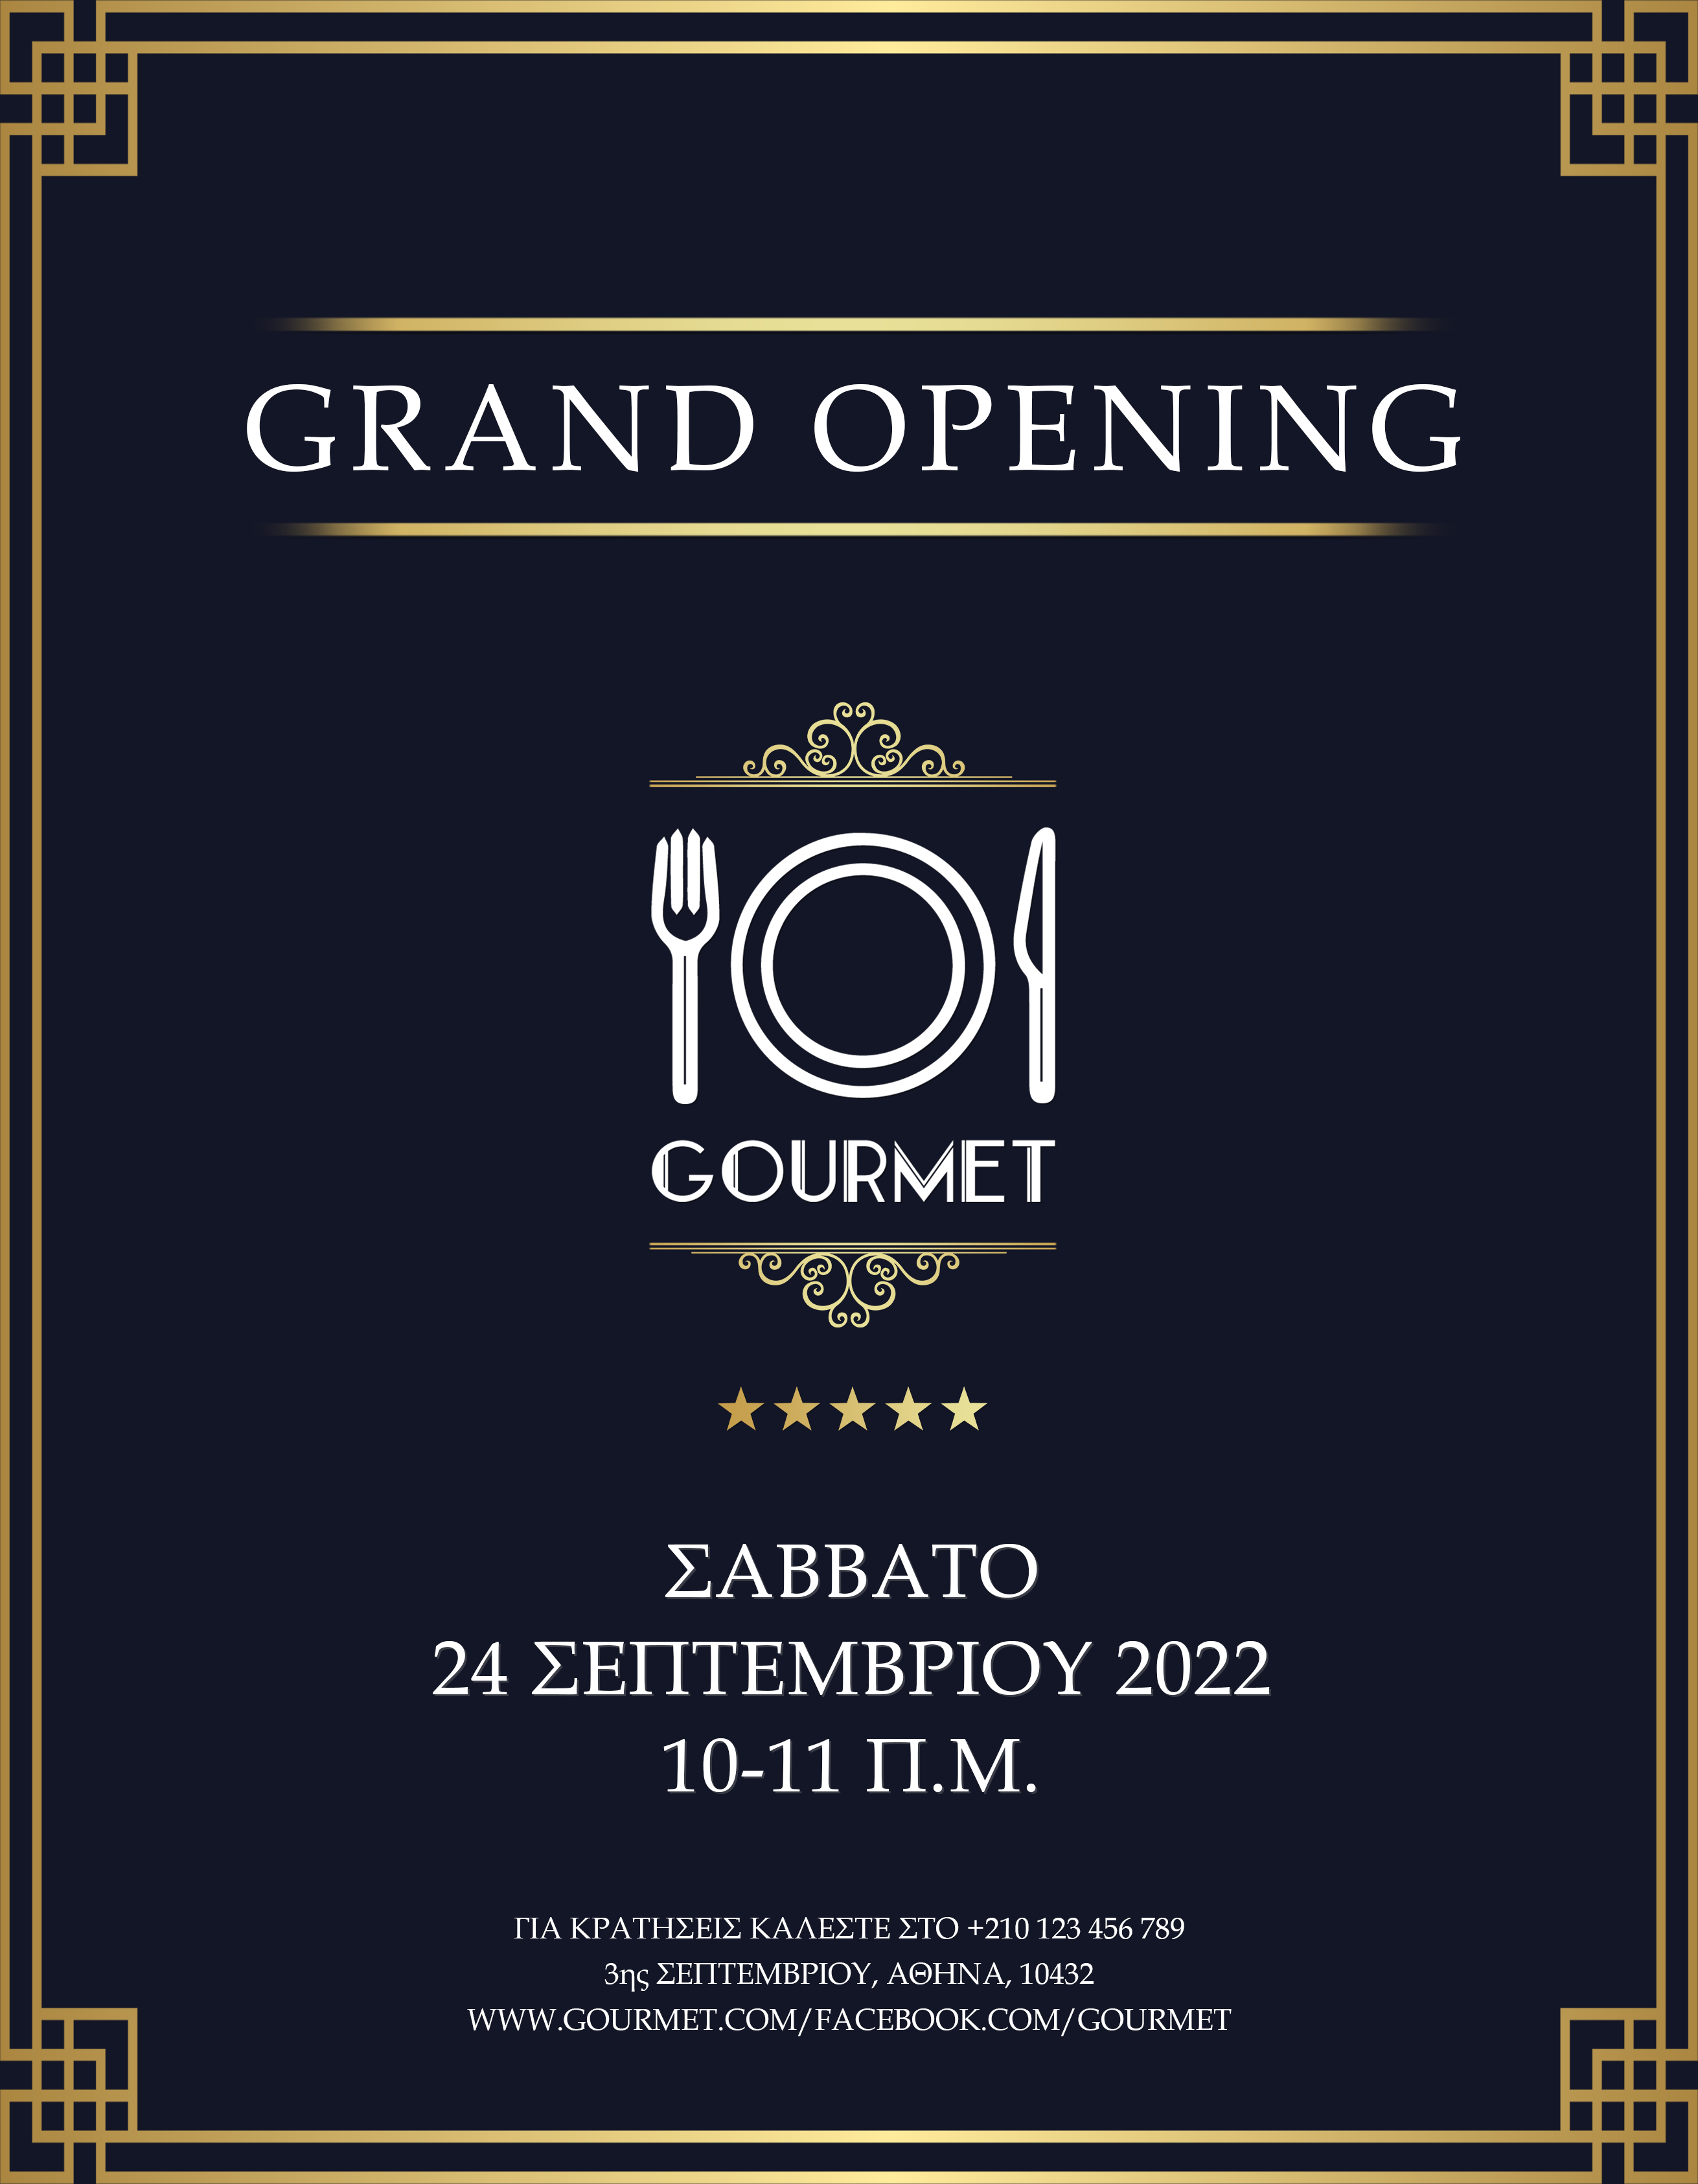 GRAND OPENING
GOURMET
ΣΑΒΒΑΤΟ
24 ΣΕΠΤΕΜΒΡΙΟΥ 2022
10-11 Π.Μ.
ΓΙΑ ΚΡΑΤΗΣΕΙΣ ΚΑΛΕΣΤΕ ΣΤΟ +210 123 456 789
3ης ΣΕΠΤΕΜΒΡΙΟΥ, ΑΘΗΝΑ, 10432
WWW.GOURMET.COM/FACEBOOK.COM/GOURMET